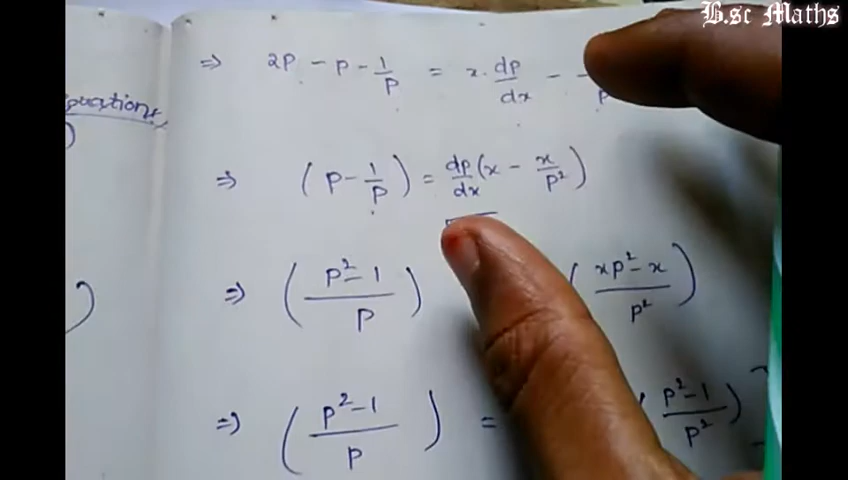 B.sc Maths
⇒ 2P - P - 1/P = x. dp/dx -
⇒ (P - 1/P) = dp/dx (x - x/P²)
⇒ (P² - 1 / P) (xP² - x / P²)
⇒ (P² - 1 / P) = (P² - 1 / P²)